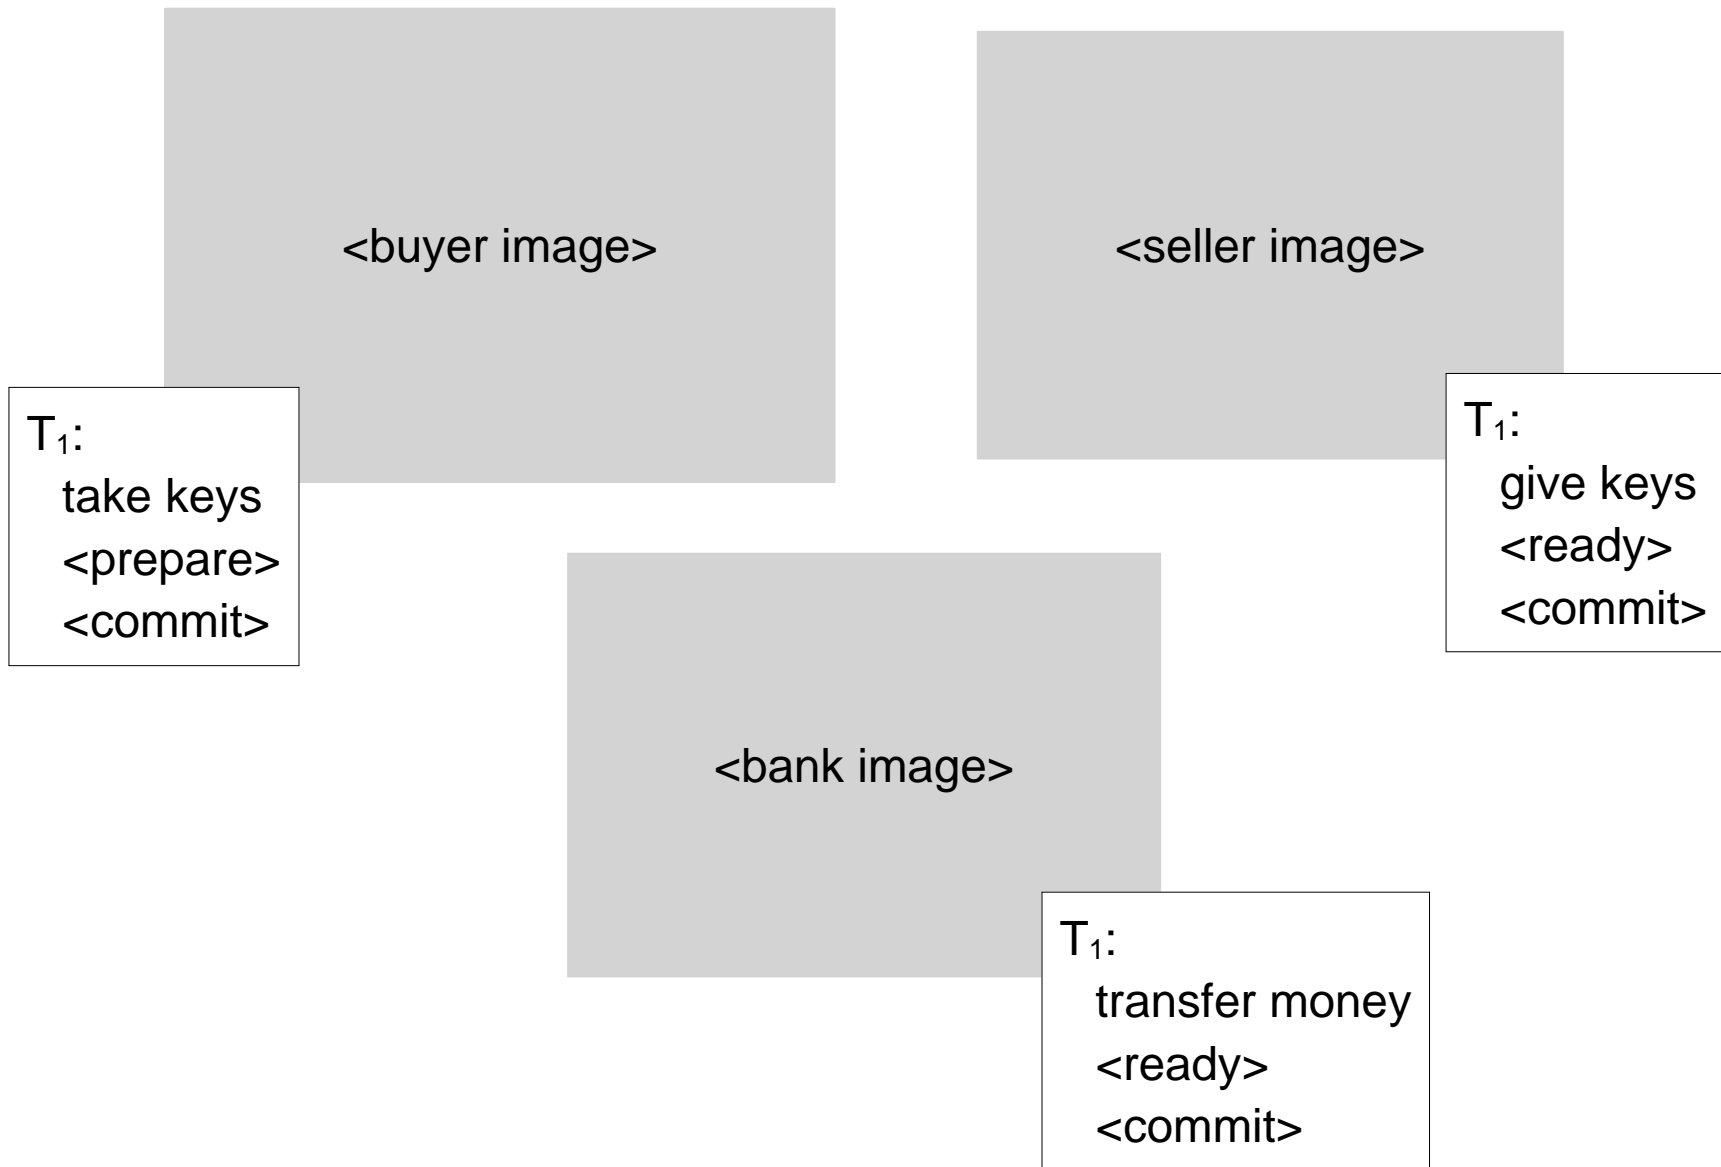 <buyer image>
<seller image>
T₁:
take keys
<prepare>
<commit>
T₁:
give keys
<ready>
<commit>
<bank image>
T₁:
transfer money
<ready>
<commit>